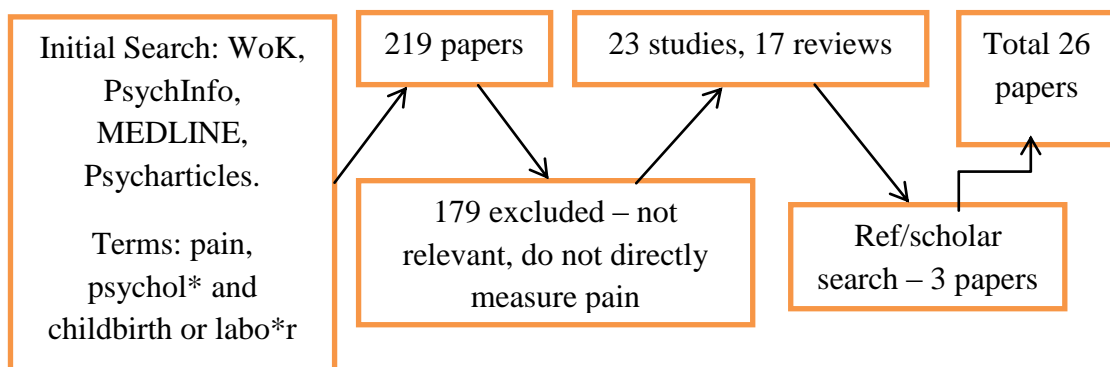 Initial Search: WoK,
PsychInfo,
MEDLINE,
Psycharticles.
Terms: pain,
psychol* and
childbirth or labo*r
219 papers
179 excluded – not
relevant, do not directly
measure pain
23 studies, 17 reviews
Ref/scholar
search – 3 papers
Total 26
papers